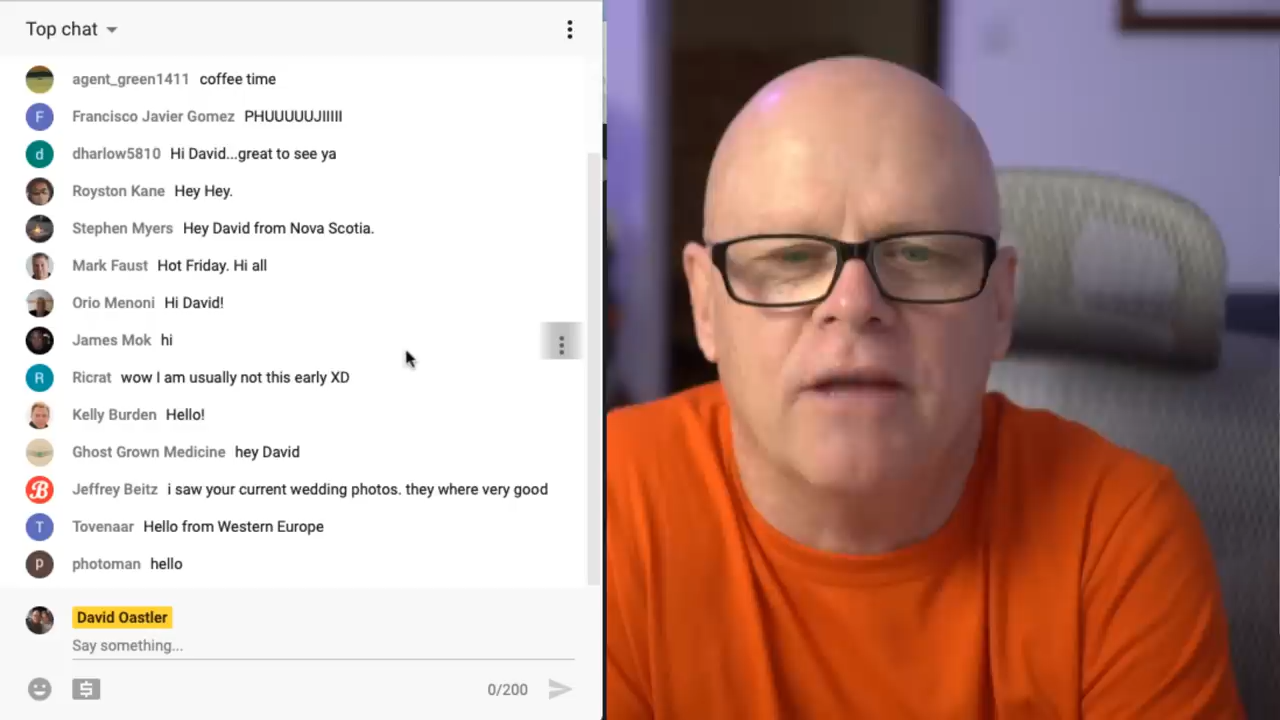 Top chat
agent_green1411 coffee time
F Francisco Javier Gomez PHUUUUUJIIIII
d dharlow5810 Hi David...great to see ya
Royston Kane Hey Hey.
Stephen Myers Hey David from Nova Scotia.
Mark Faust Hot Friday. Hi all
Orio Menoni Hi David!
James Mok hi
R Ricrat wow I am usually not this early XD
Kelly Burden Hello!
Ghost Grown Medicine hey David
B Jeffrey Beitz i saw your current wedding photos. they where very good
T Tovenaar Hello from Western Europe
p photoman hello
David Oastler
Say something...
$ 0/200